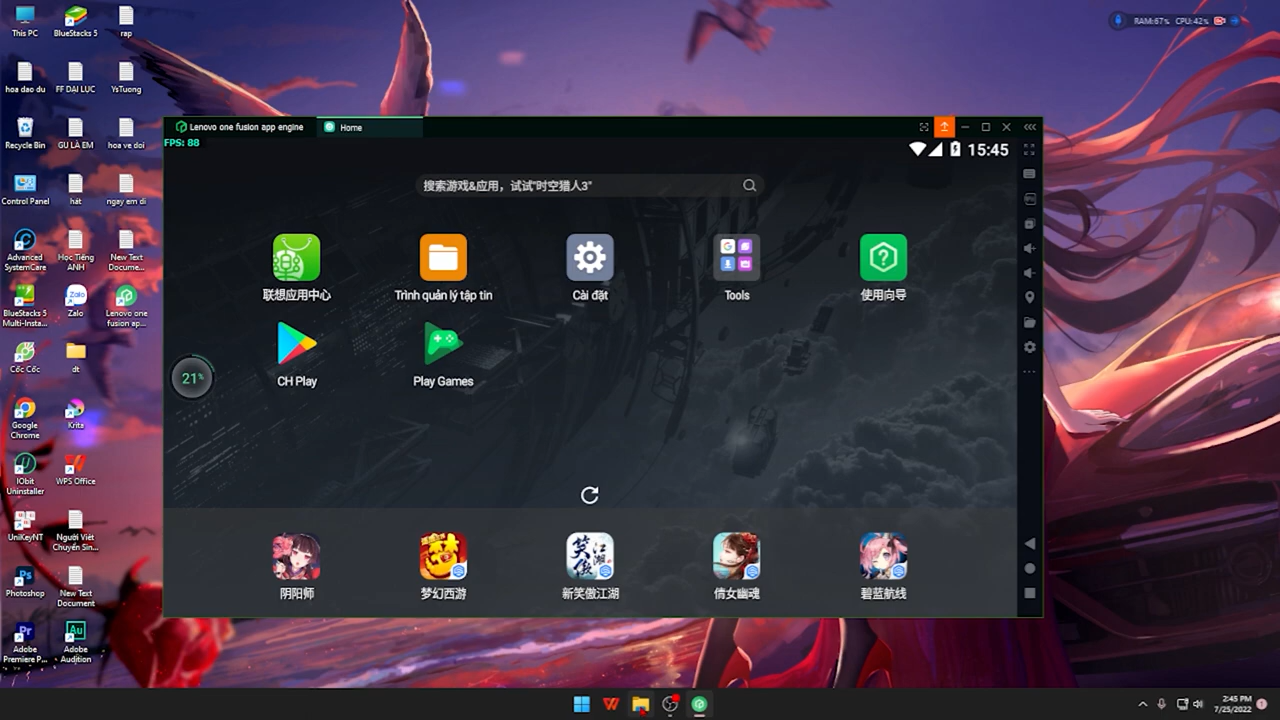 This PC
BlueStacks 5
rap
hoa dao du
FF DAI LUC
YsTuong
Recycle Bin
GU LÀ EM
hoa ve doi
Control Panel
hát
ngay em di
Advanced
SystemCare
Học Tiếng
ANH
New Text
Docume...
BlueStacks 5
Multi-Insta...
Zalo
Zalo
Lenovo one
fusion ap...
Cốc Cốc
dt
Google
Chrome
Krita
IObit
Uninstaller
WPS Office
UniKeyNT
Người Việt
Chuyển Sin...
Photoshop
New Text
Document
Adobe
Premiere P...
Adobe
Audition
RAM:67% CPU:42%
Lenovo one fusion app engine
Home
FPS: 88
15:45
搜索游戏&应用，试试"时空猎人3"
联想应用中心
Trình quản lý tập tin
Cài đặt
Tools
使用向导
CH Play
Play Games
21%
阴阳师
梦幻西游
新笑傲江湖
倩女幽魂
碧蓝航线
2:45 PM
7/25/2022
1